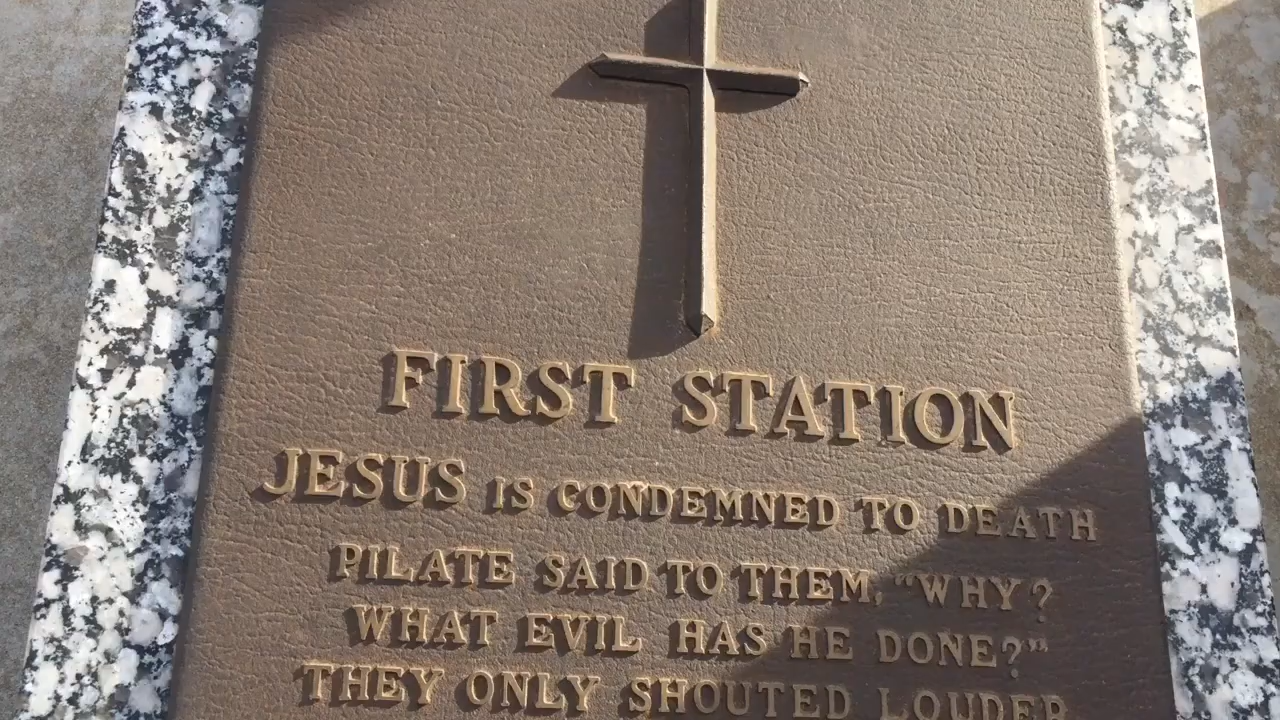 FIRST STATION
JESUS IS CONDEMNED TO DEATH
PILATE SAID TO THEM, "WHY?
WHAT EVIL HAS HE DONE?"
THEY ONLY SHOUTED LOUDER